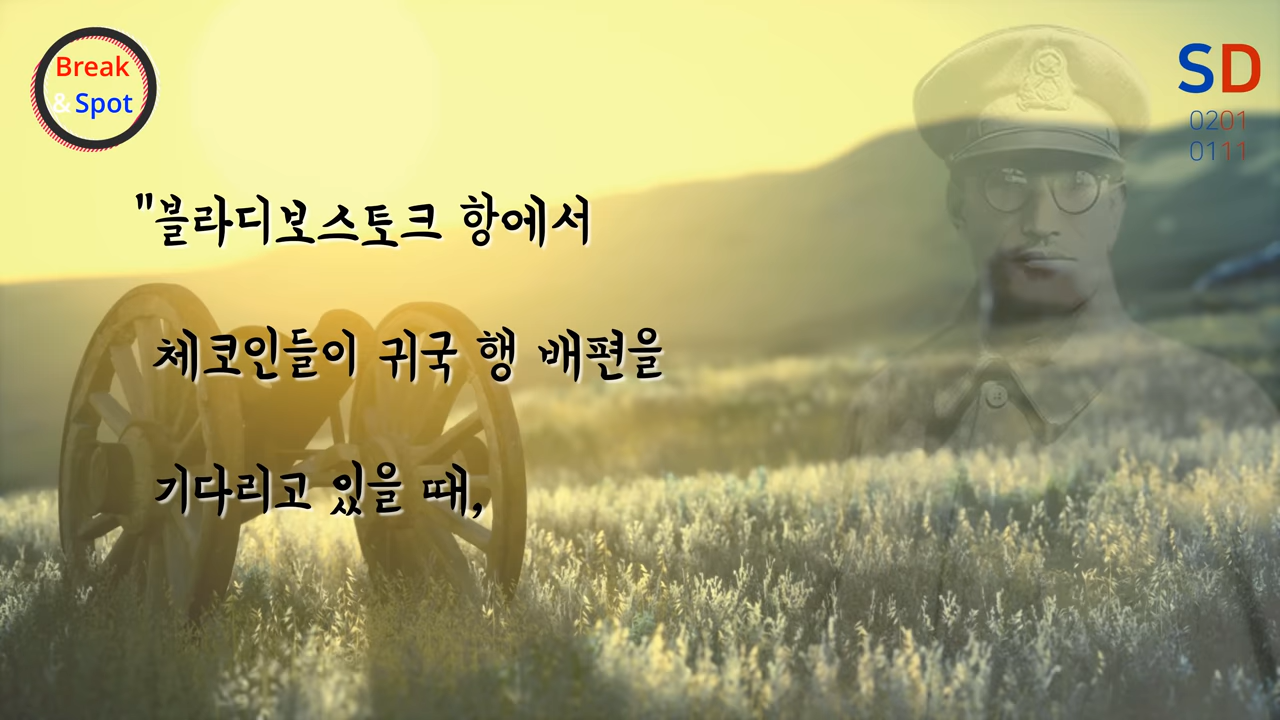 Break
& Spot
SD
0201
0111
"블라디보스토크 항에서
체코인들이 귀국 행 배편을
기다리고 있을 때,